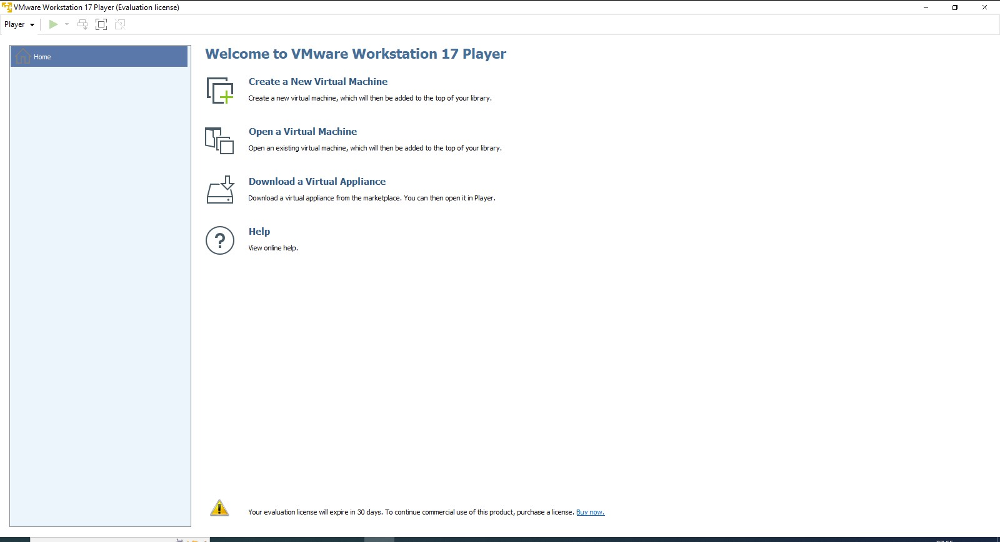 VMware Workstation 17 Player (Evaluation license)
Player
Home
Welcome to VMware Workstation 17 Player
Create a New Virtual Machine
Create a new virtual machine, which will then be added to the top of your library.
Open a Virtual Machine
Open an existing virtual machine, which will then be added to the top of your library.
Download a Virtual Appliance
Download a virtual appliance from the marketplace. You can then open it in Player.
Help
View online help.
Your evaluation license will expire in 30 days. To continue commercial use of this product, purchase a license. Buy now.